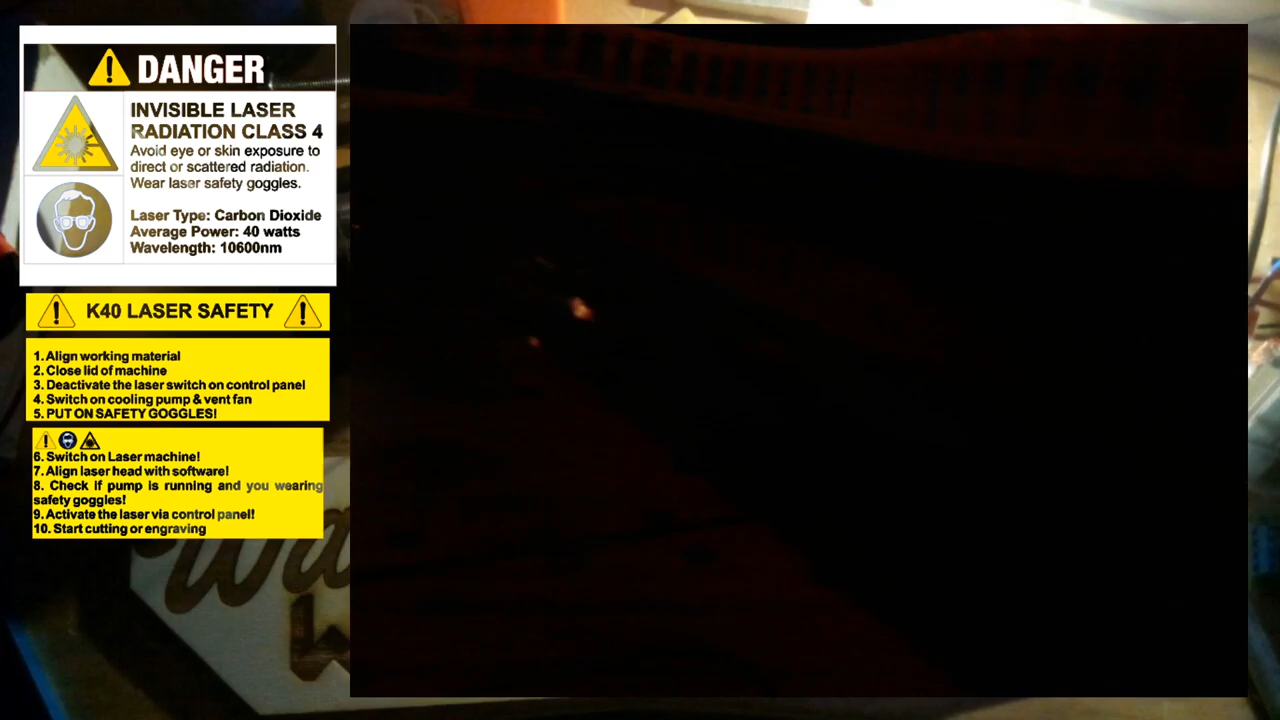 DANGER
INVISIBLE LASER
RADIATION CLASS 4
Avoid eye or skin exposure to
direct or scattered radiation.
Wear laser safety goggles.
Laser Type: Carbon Dioxide
Average Power: 40 watts
Wavelength: 10600nm
K40 LASER SAFETY
1. Align working material
2. Close lid of machine
3. Deactivate the laser switch on control panel
4. Switch on cooling pump & vent fan
5. PUT ON SAFETY GOGGLES!
6. Switch on Laser machine!
7. Align laser head with software!
8. Check if pump is running and you wearing
safety goggles!
9. Activate the laser via control panel!
10. Start cutting or engraving